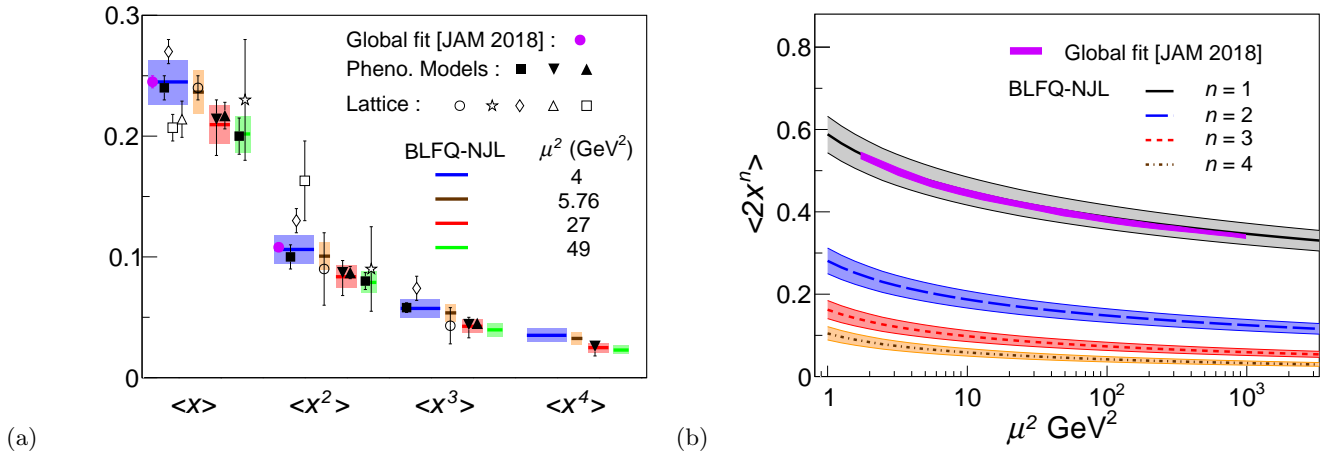 0.3
0.2
0.1
0
Global fit [JAM 2018] :
Pheno. Models :
Lattice :
BLFQ-NJL μ² (GeV²)
4
5.76
27
49
<x> <x²> <x³> <x⁴>
(a)
<2xⁿ>
0.8
0.6
0.4
0.2
0
Global fit [JAM 2018]
BLFQ-NJL n = 1
n = 2
n = 3
n = 4
1 10 10² 10³
μ² GeV²
(b)